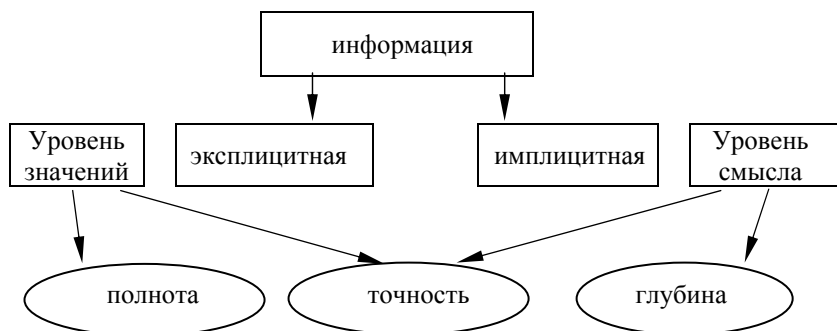 информация
Уровень
значений
эксплицитная
имплицитная
Уровень
смысла
полнота
точность
глубина